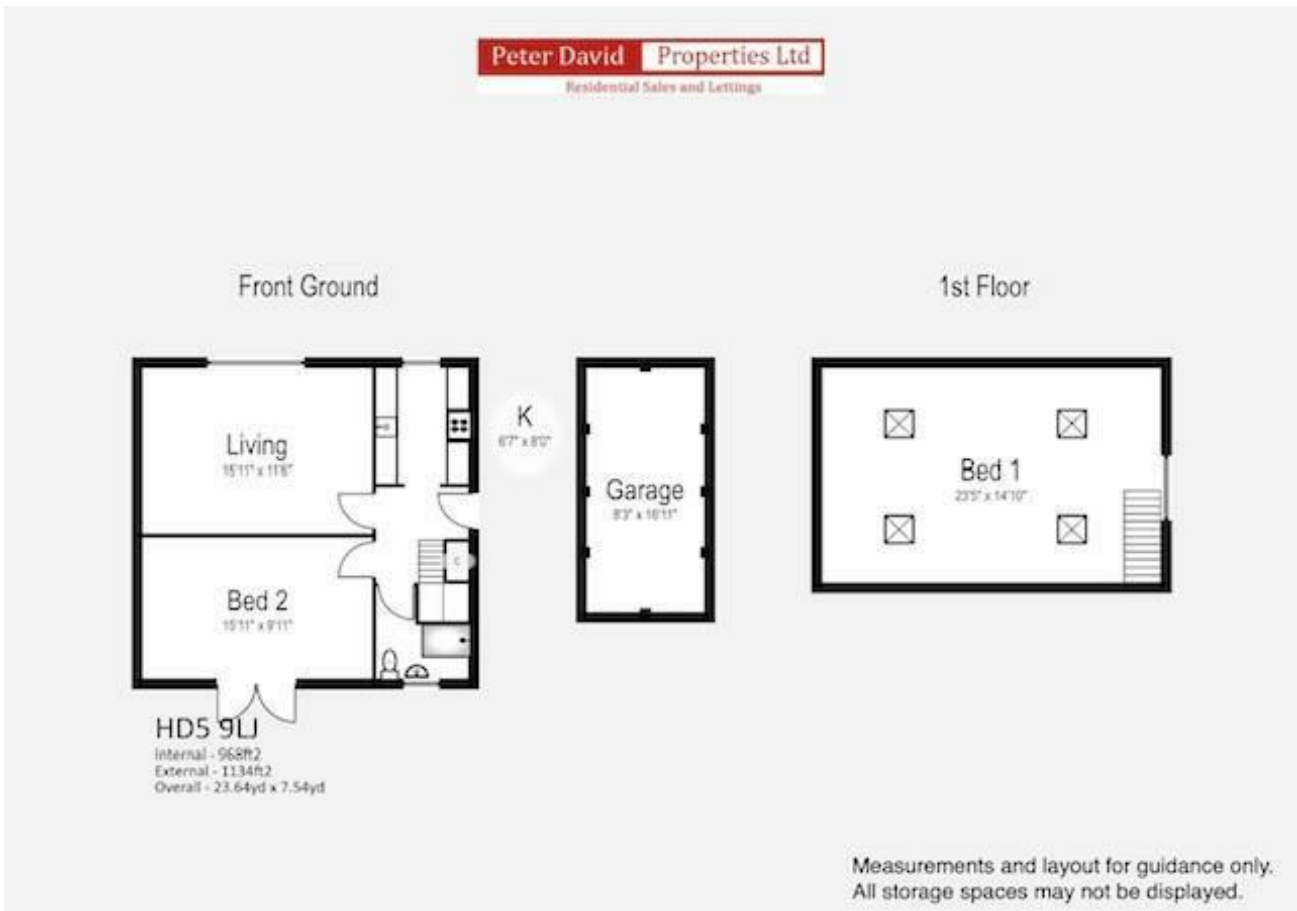 Peter David Properties Ltd
Residential Sales and Lettings
Front Ground
1st Floor
Living
15'11" x 11'6"
K
6'7" x 8'0"
Garage
8'3" x 16'11"
Bed 1
23'5" x 14'10"
C
Bed 2
15'11" x 9'11"
HD5 9LJ
Internal - 968ft2
External - 1134ft2
Overall - 23.64yd x 7.54yd
Measurements and layout for guidance only.
All storage spaces may not be displayed.